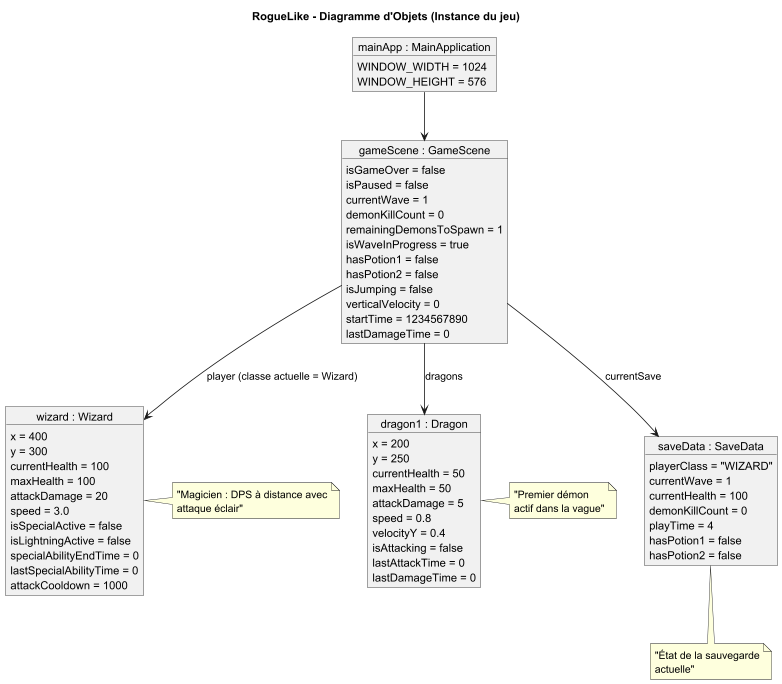 RogueLike - Diagramme d'Objets (Instance du jeu)
mainApp : MainApplication
WINDOW_WIDTH = 1024
WINDOW_HEIGHT = 576
gameScene : GameScene
isGameOver = false
isPaused = false
currentWave = 1
demonKillCount = 0
remainingDemonsToSpawn = 1
isWaveInProgress = true
hasPotion1 = false
hasPotion2 = false
isJumping = false
verticalVelocity = 0
startTime = 1234567890
lastDamageTime = 0
player (classe actuelle = Wizard)
dragons
currentSave
wizard : Wizard
x = 400
y = 300
currentHealth = 100
maxHealth = 100
attackDamage = 20
speed = 3.0
isSpecialActive = false
isLightningActive = false
specialAbilityEndTime = 0
lastSpecialAbilityTime = 0
attackCooldown = 1000
"Magicien : DPS à distance avec
attaque éclair"
dragon1 : Dragon
x = 200
y = 250
currentHealth = 50
maxHealth = 50
attackDamage = 5
speed = 0.8
velocityY = 0.4
isAttacking = false
lastAttackTime = 0
lastDamageTime = 0
"Premier démon
actif dans la vague"
saveData : SaveData
playerClass = "WIZARD"
currentWave = 1
currentHealth = 100
demonKillCount = 0
playTime = 4
hasPotion1 = false
hasPotion2 = false
"État de la sauvegarde
actuelle"